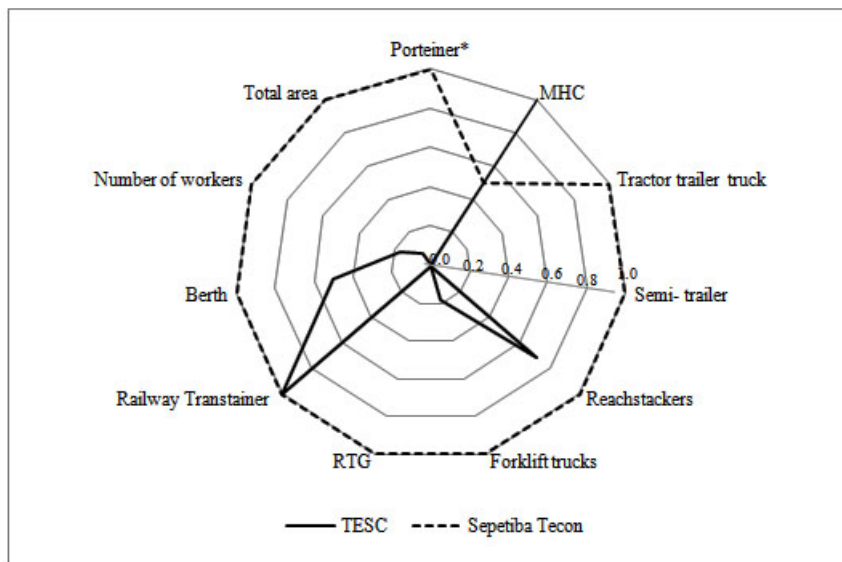 Porteiner*
Total area
MHC
Number of workers
Tractor trailer truck
0.0 0.2 0.4 0.6 0.8 1.0
Berth
Semi- trailer
Railway Transtainer
Reachstackers
RTG
Forklift trucks
TESC
Sepetiba Tecon